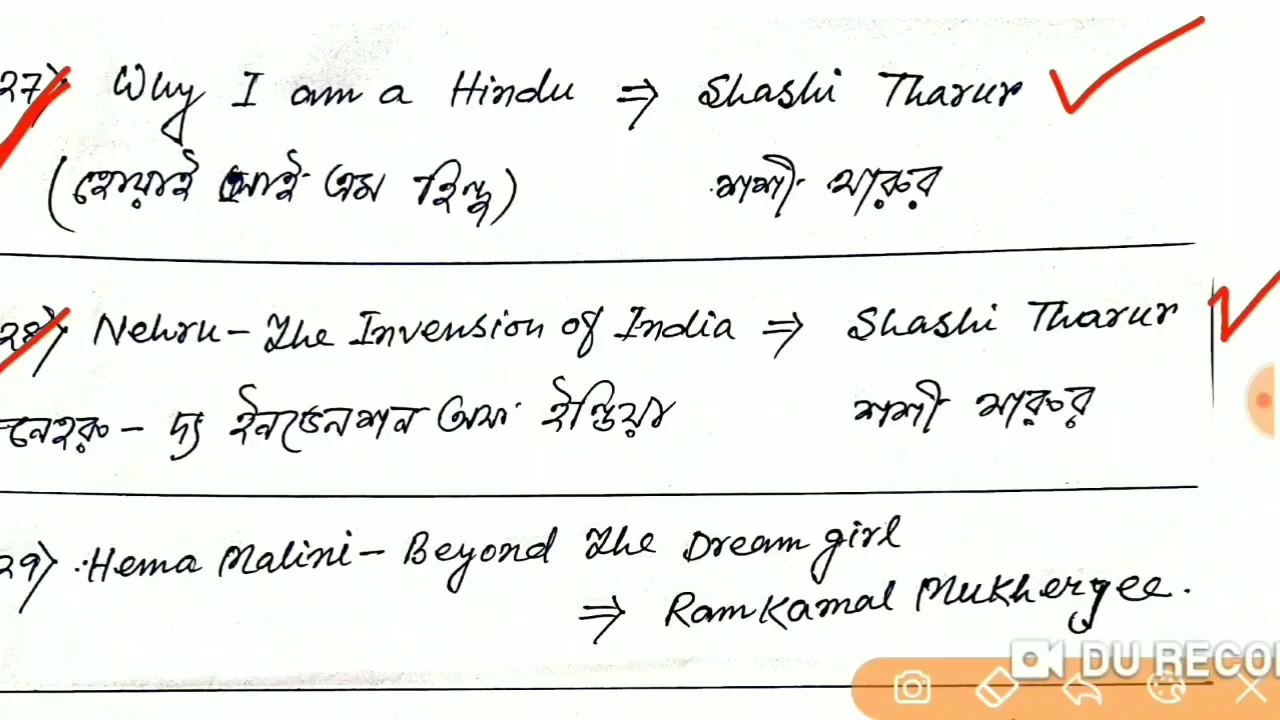 27) Why I am a Hindu ⇒ Shashi Tharur
(হোয়াই আই এম হিন্দু) শশী থারুর
28) Nehru - The Invension of India ⇒ Shashi Tharur
নেহরু - দ্য ইনভেনশান অফ ইন্ডিয়া শশী থারুর
29) Hema Malini - Beyond The Dream girl
⇒ Ramkamal Mukherjee.
DU RECO